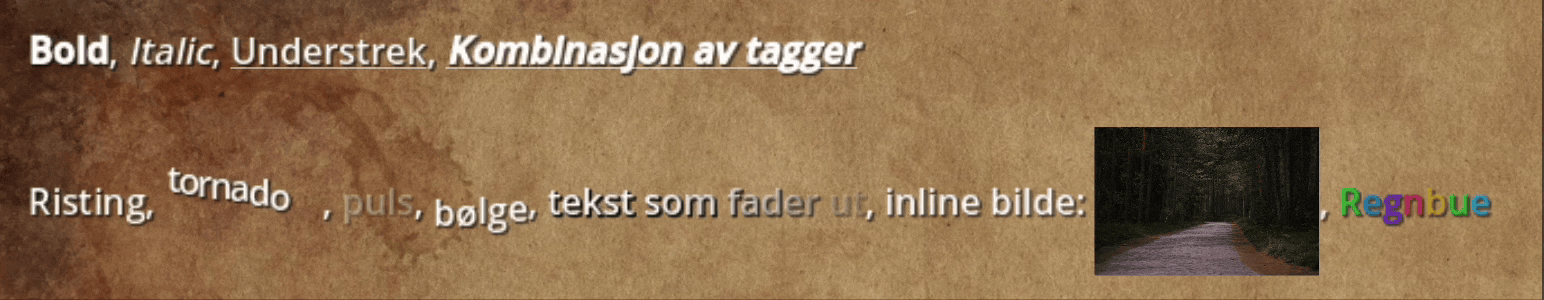 Bold, Italic, Understrek, Kombinasjon av tagger
Risting, tornado , puls, bølge, tekst som fader ut, inline bilde: , Regnbue